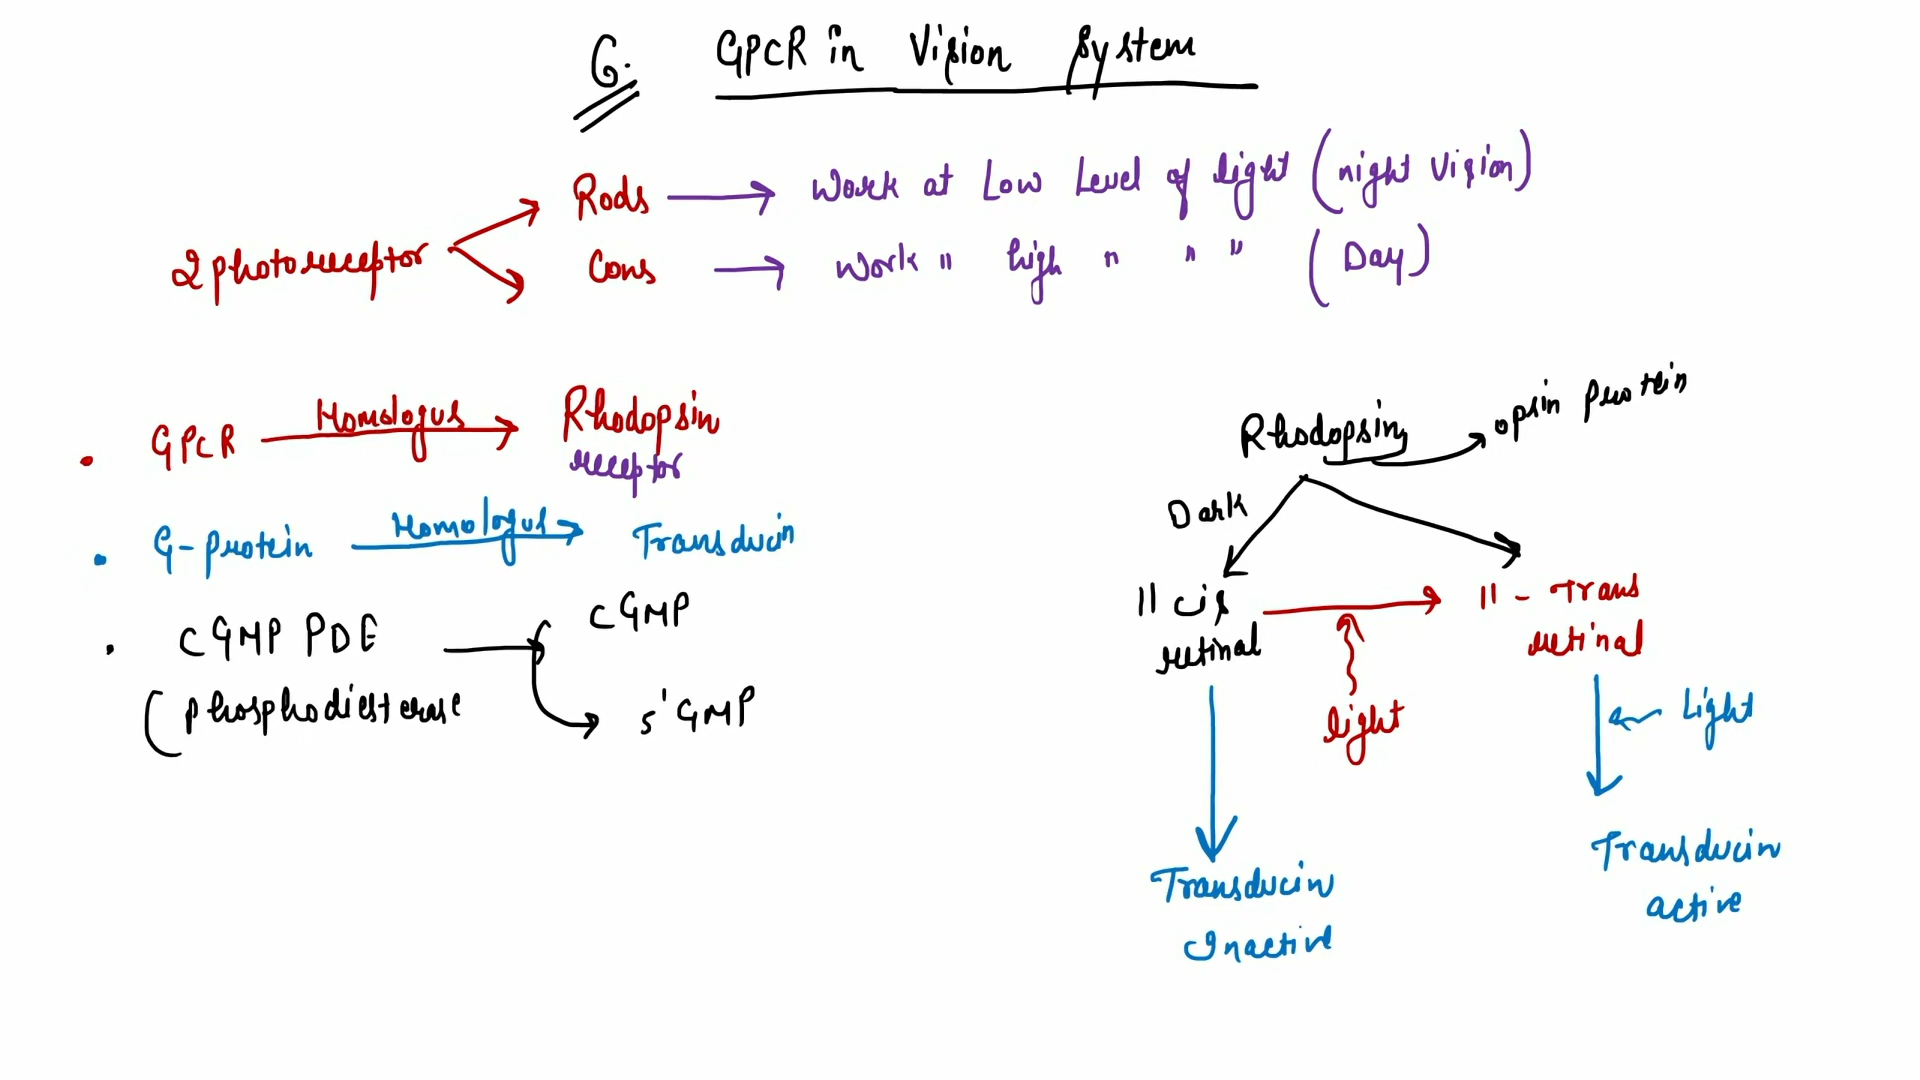 6. GPCR in Vision System
2 photoreceptor
Rods → Work at Low Level of light (night Vision)
Cons → Work " high " " " (Day)
• GPCR Homologus → Rhodopsin
receptor
• G-protein Homologus → Transducin
• cGMP PDE → cGMP
(phosphodiesterase
5'GMP
Rhodopsin → opsin protein
Dark
11 cis
retinal
→ 11 - Trans
retinal
light
← Light
Transducin
Inactive
Transducin
active